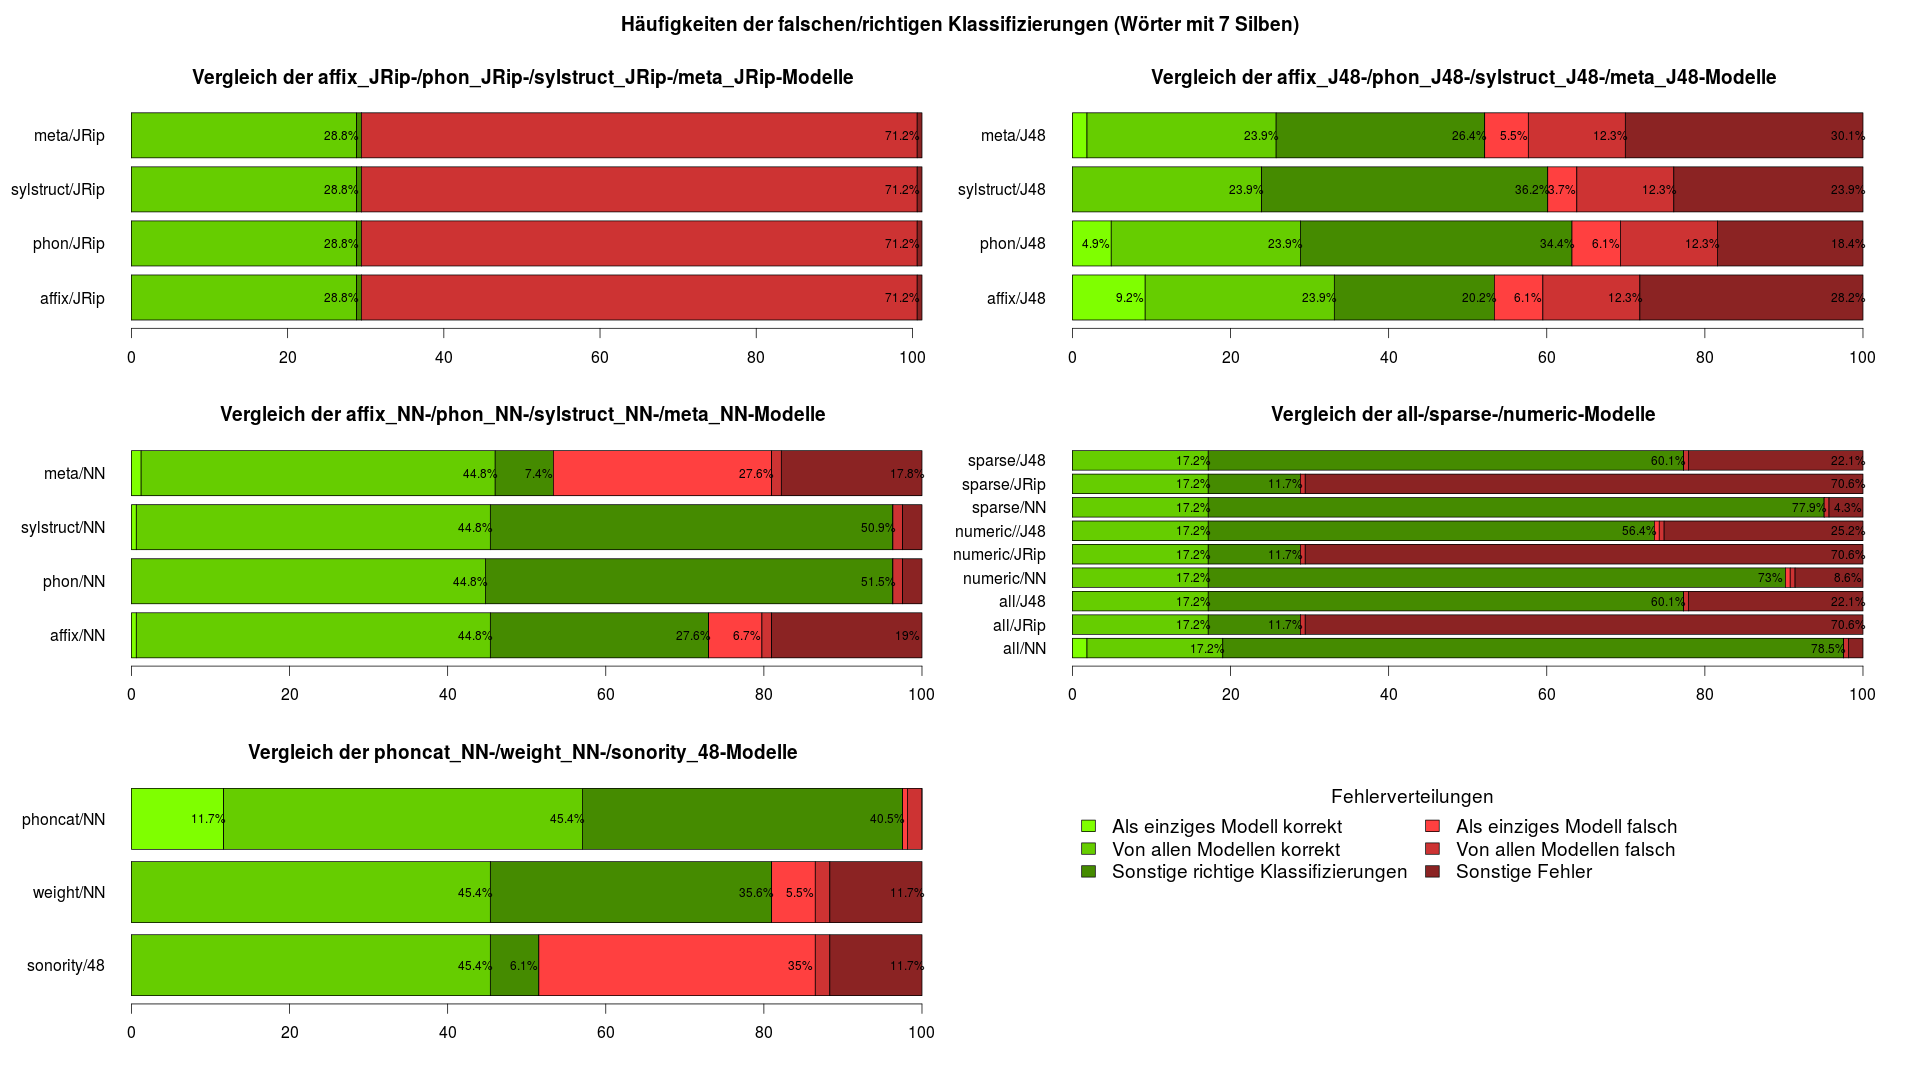 Häufigkeiten der falschen/richtigen Klassifizierungen (Wörter mit 7 Silben)
Vergleich der affix_JRip-/phon_JRip-/sylstruct_JRip-/meta_JRip-Modelle
meta/JRip 28.8% 71.2%
sylstruct/JRip 28.8% 71.2%
phon/JRip 28.8% 71.2%
affix/JRip 28.8% 71.2%
0 20 40 60 80 100
Vergleich der affix_J48-/phon_J48-/sylstruct_J48-/meta_J48-Modelle
meta/J48 23.9% 26.4% 5.5% 12.3% 30.1%
sylstruct/J48 23.9% 36.2% 3.7% 12.3% 23.9%
phon/J48 4.9% 23.9% 34.4% 6.1% 12.3% 18.4%
affix/J48 9.2% 23.9% 20.2% 6.1% 12.3% 28.2%
0 20 40 60 80 100
Vergleich der affix_NN-/phon_NN-/sylstruct_NN-/meta_NN-Modelle
meta/NN 44.8% 7.4% 27.6% 17.8%
sylstruct/NN 44.8% 50.9%
phon/NN 44.8% 51.5%
affix/NN 44.8% 27.6% 6.7% 19%
0 20 40 60 80 100
Vergleich der all-/sparse-/numeric-Modelle
sparse/J48 17.2% 60.1% 22.1%
sparse/JRip 17.2% 11.7% 70.6%
sparse/NN 17.2% 77.9% 4.3%
numeric//J48 17.2% 56.4% 25.2%
numeric/JRip 17.2% 11.7% 70.6%
numeric/NN 17.2% 73% 8.6%
all/J48 17.2% 60.1% 22.1%
all/JRip 17.2% 11.7% 70.6%
all/NN 17.2% 78.5%
0 20 40 60 80 100
Vergleich der phoncat_NN-/weight_NN-/sonority_48-Modelle
phoncat/NN 11.7% 45.4% 40.5%
weight/NN 45.4% 35.6% 5.5% 11.7%
sonority/48 45.4% 6.1% 35% 11.7%
0 20 40 60 80 100
Fehlerverteilungen
Als einziges Modell korrekt Als einziges Modell falsch
Von allen Modellen korrekt Von allen Modellen falsch
Sonstige richtige Klassifizierungen Sonstige Fehler